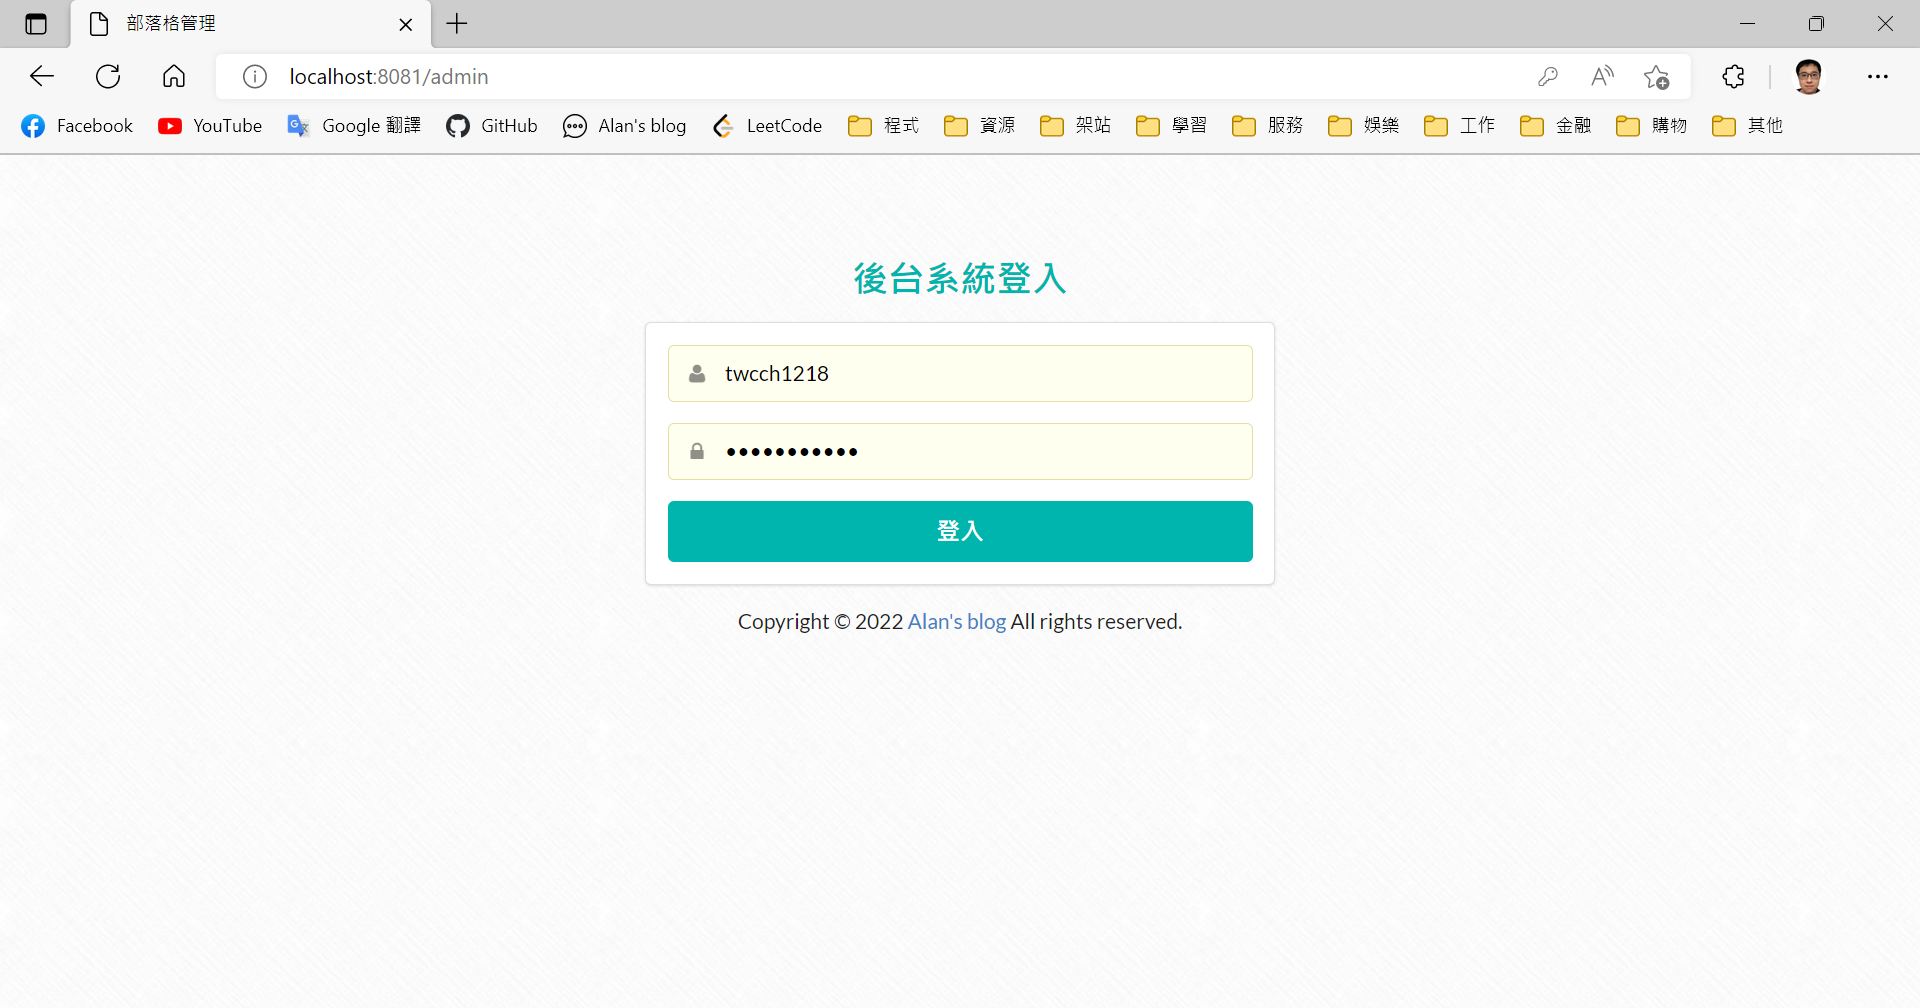 部落格管理
localhost:8081/admin
Facebook YouTube Google 翻譯 GitHub Alan's blog LeetCode 程式 資源 架站 學習 服務 娛樂 工作 金融 購物 其他
後台系統登入
twcch1218
•••••••••••
登入
Copyright © 2022 Alan's blog All rights reserved.